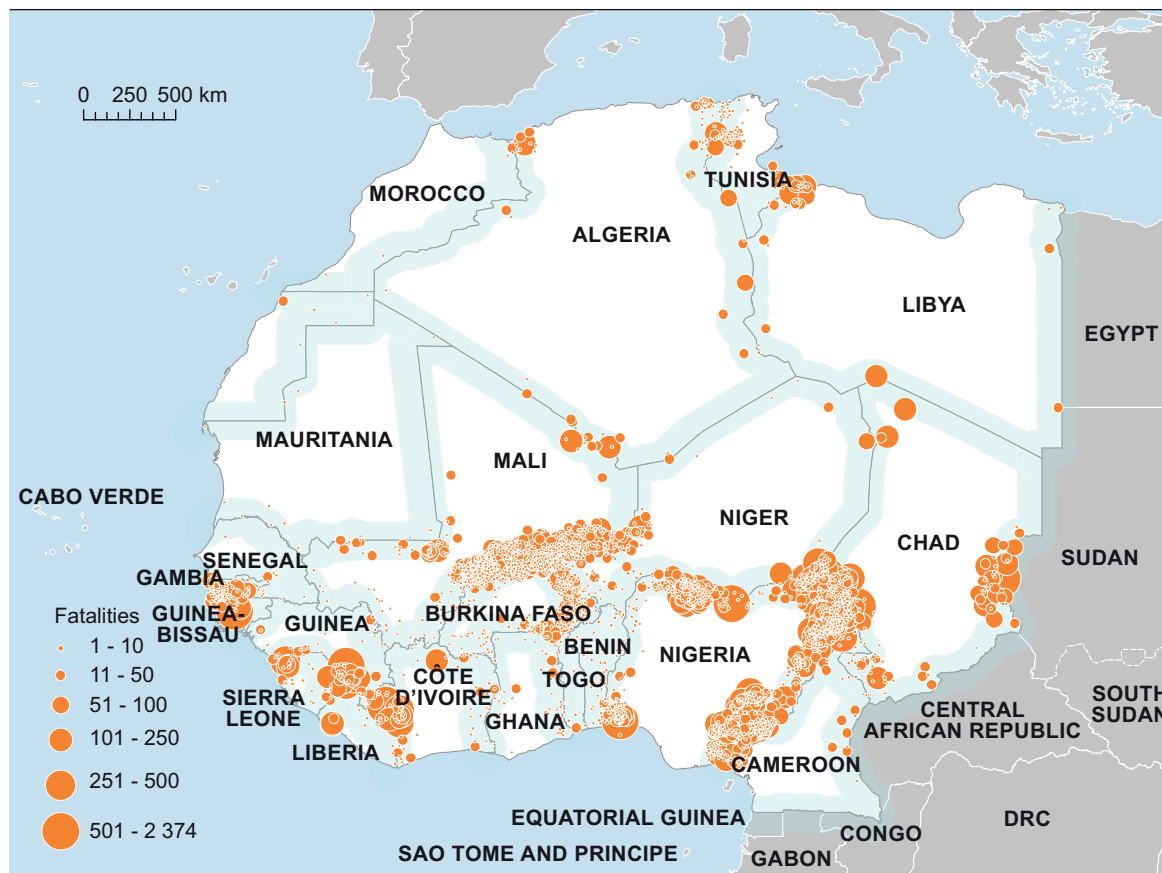 0 250 500 km
MOROCCO
TUNISIA
ALGERIA
LIBYA
EGYPT
MAURITANIA
MALI
CABO VERDE
NIGER
CHAD
SUDAN
SENEGAL
GAMBIA
GUINEA-
BISSAU
GUINEA
BURKINA FASO
BENIN
NIGERIA
CÔTE
D'IVOIRE
TOGO
GHANA
SIERRA
LEONE
LIBERIA
SOUTH
SUDAN
CENTRAL
AFRICAN REPUBLIC
CAMEROON
EQUATORIAL GUINEA
CONGO
DRC
SAO TOME AND PRINCIPE
GABON
Fatalities
1 - 10
11 - 50
51 - 100
101 - 250
251 - 500
501 - 2 374